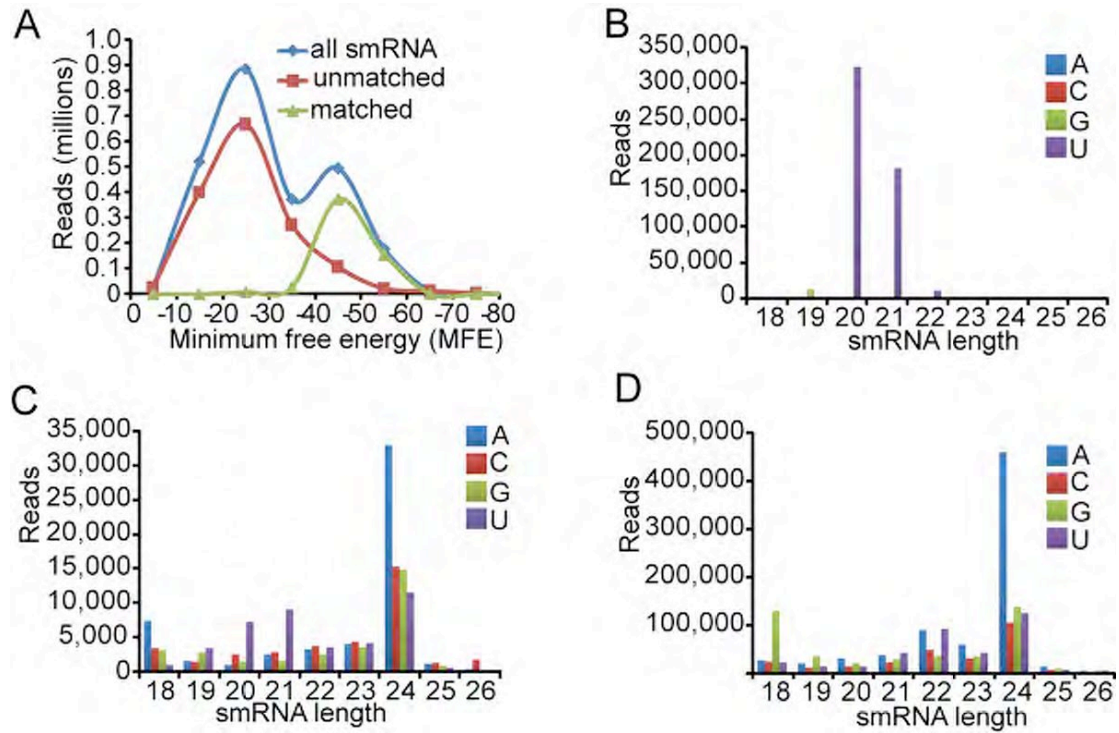 A
1.0
0.9
0.8
0.7
0.6
0.5
0.4
0.3
0.2
0.1
0
Reads (millions)
all smRNA
unmatched
matched
0 -10 -20 -30 -40 -50 -60 -70 -80
Minimum free energy (MFE)
B
350,000
300,000
250,000
200,000
150,000
100,000
50,000
0
Reads
A
C
G
U
18 19 20 21 22 23 24 25 26
smRNA length
C
35,000
30,000
25,000
20,000
15,000
10,000
5,000
0
Reads
A
C
G
U
18 19 20 21 22 23 24 25 26
smRNA length
D
500,000
400,000
300,000
200,000
100,000
Reads
A
C
G
U
18 19 20 21 22 23 24 25 26
smRNA length